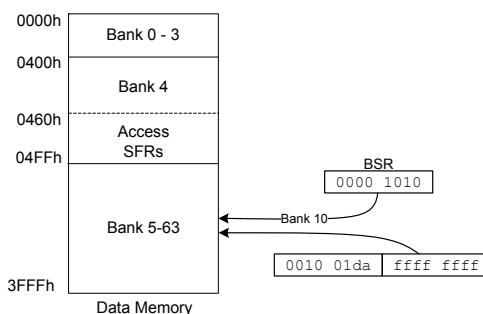 0000h
Bank 0 - 3
0400h
Bank 4
0460h
Access
SFRs
04FFh
BSR
0000 1010
Bank 5-63
Bank 10
0010 01da ffff ffff
3FFFh
Data Memory